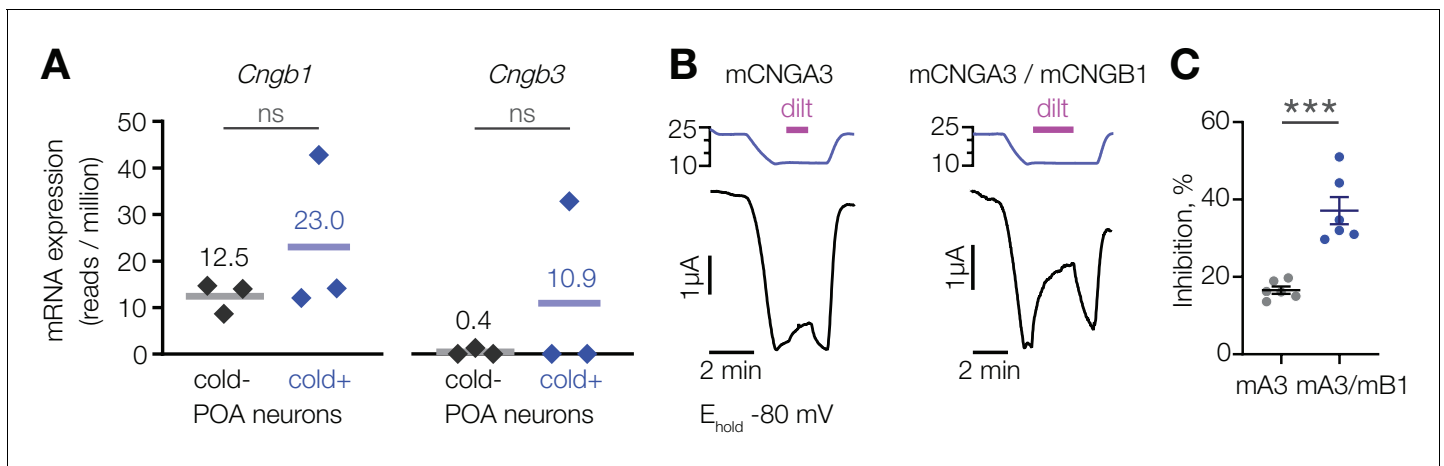 A
Cngb1
Cngb3
ns
ns
mRNA expression
(reads / million)
50
40
30
20
10
0
12.5
23.0
0.4
10.9
cold-
cold+
cold-
cold+
POA neurons
POA neurons
B
mCNGA3
mCNGA3 / mCNGB1
dilt
dilt
25
10
25
10
1μA
1μA
2 min
2 min
Ehold -80 mV
C
***
Inhibition, %
60
40
20
0
mA3 mA3/mB1